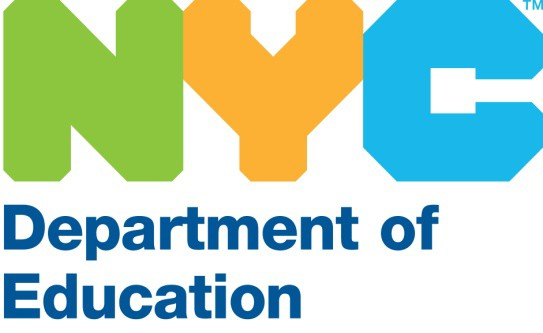 NYC™
Department of
Education